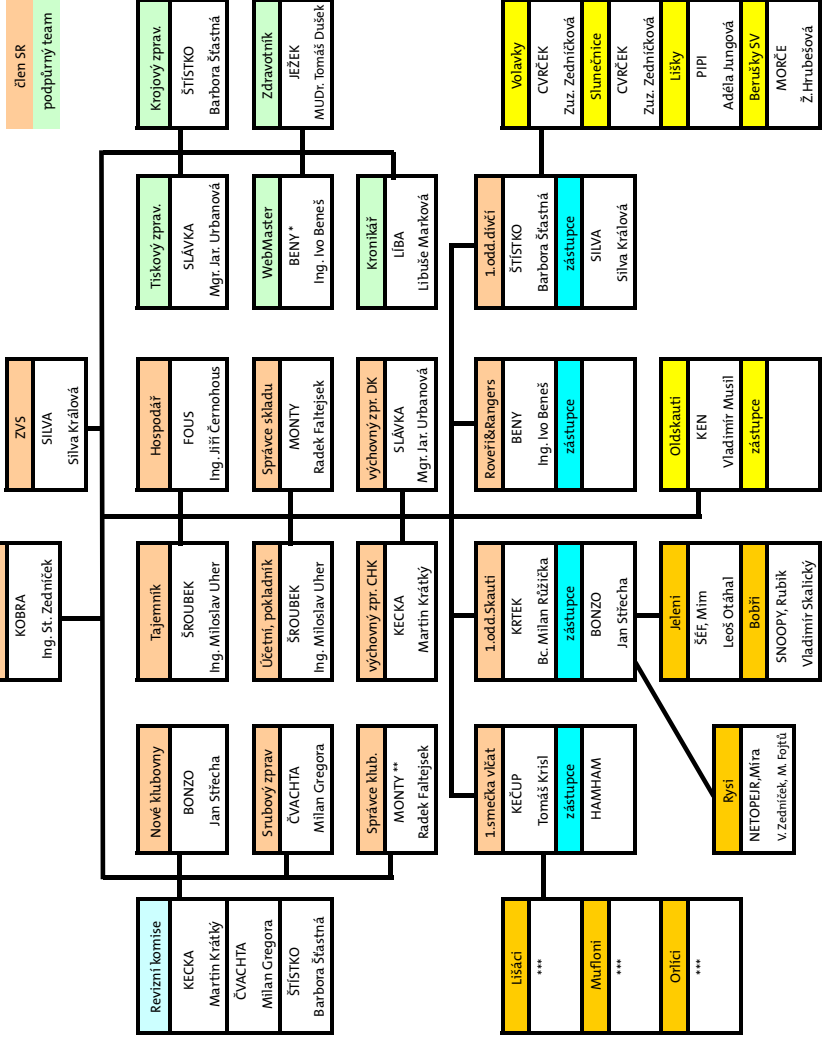 KOBRA
Ing. St. Zedníček
ZVS
SILVA
Silva Králová
člen SR
podpůrný team
Revizní komise
KECKA
Martin Krátký
ČVACHTA
Milan Gregora
ŠTÍSTKO
Barbora Šťastná
Nové klubovny
BONZO
Jan Střecha
Tajemník
ŠROUBEK
Ing. Miloslav Uher
Hospodář
FOUS
Ing. Jiří Černohous
Tiskový zprav.
SLÁVKA
Mgr. Jar. Urbanová
Krojový zprav.
ŠTÍSTKO
Barbora Šťastná
Srubový zprav
ČVACHTA
Milan Gregora
Účetní, pokladník
ŠROUBEK
Ing. Miloslav Uher
Správce skladu
MONTY
Radek Faltejsek
WebMaster
BENY *
Ing. Ivo Beneš
Zdravotník
JEŽEK
MUDr. Tomáš Dušek
Správce klub.
MONTY **
Radek Faltejsek
výchovný zpr. CHK
KECKA
Martin Krátký
výchovný zpr. DK
SLÁVKA
Mgr. Jar. Urbanová
Kronikář
LÍBA
Libuše Marková
1.smečka vlčat
KEČUP
Tomáš Krisl
zástupce
HAMHAM
1.odd.Skauti
KRTEK
Bc. Milan Růžička
zástupce
BONZO
Jan Střecha
Roveři&Rangers
BENY
Ing. Ivo Beneš
zástupce
1.odd.dívčí
ŠTÍSTKO
Barbora Šťastná
zástupce
SILVA
Silva Králová
Lišáci
***
Mufloni
***
Orlíci
***
Volavky
CVRČEK
Zuz. Zedníčková
Slunečnice
CVRČEK
Zuz. Zedníčková
Lišky
PIPI
Adéla Jungová
Berušky SV
MORČE
Ž.Hrubešová
Rysi
NETOPEJR,Míra
V.Zedníček, M. Fojtů
Jeleni
ŠÉF, Mim
Leoš Otáhal
Bobři
SNOOPY, Rubik
Vladimír Skalický
Oldskauti
KEN
Vladimír Musil
zástupce